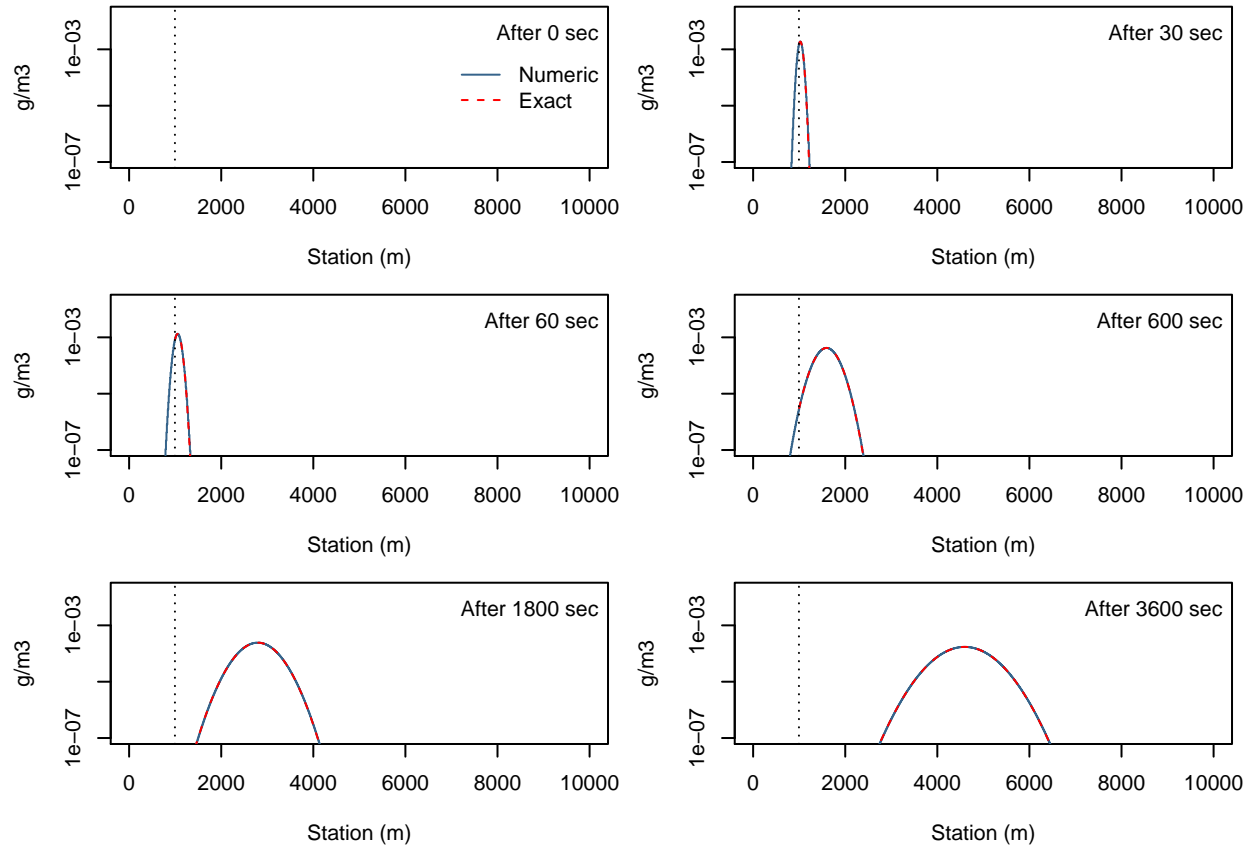 After 0 sec
Numeric
Exact
g/m3
1e−03
1e−07
0 2000 4000 6000 8000 10000
Station (m)
After 30 sec
g/m3
1e−03
1e−07
0 2000 4000 6000 8000 10000
Station (m)
After 60 sec
g/m3
1e−03
1e−07
0 2000 4000 6000 8000 10000
Station (m)
After 600 sec
g/m3
1e−03
1e−07
0 2000 4000 6000 8000 10000
Station (m)
After 1800 sec
g/m3
1e−03
1e−07
0 2000 4000 6000 8000 10000
Station (m)
After 3600 sec
g/m3
1e−03
1e−07
0 2000 4000 6000 8000 10000
Station (m)